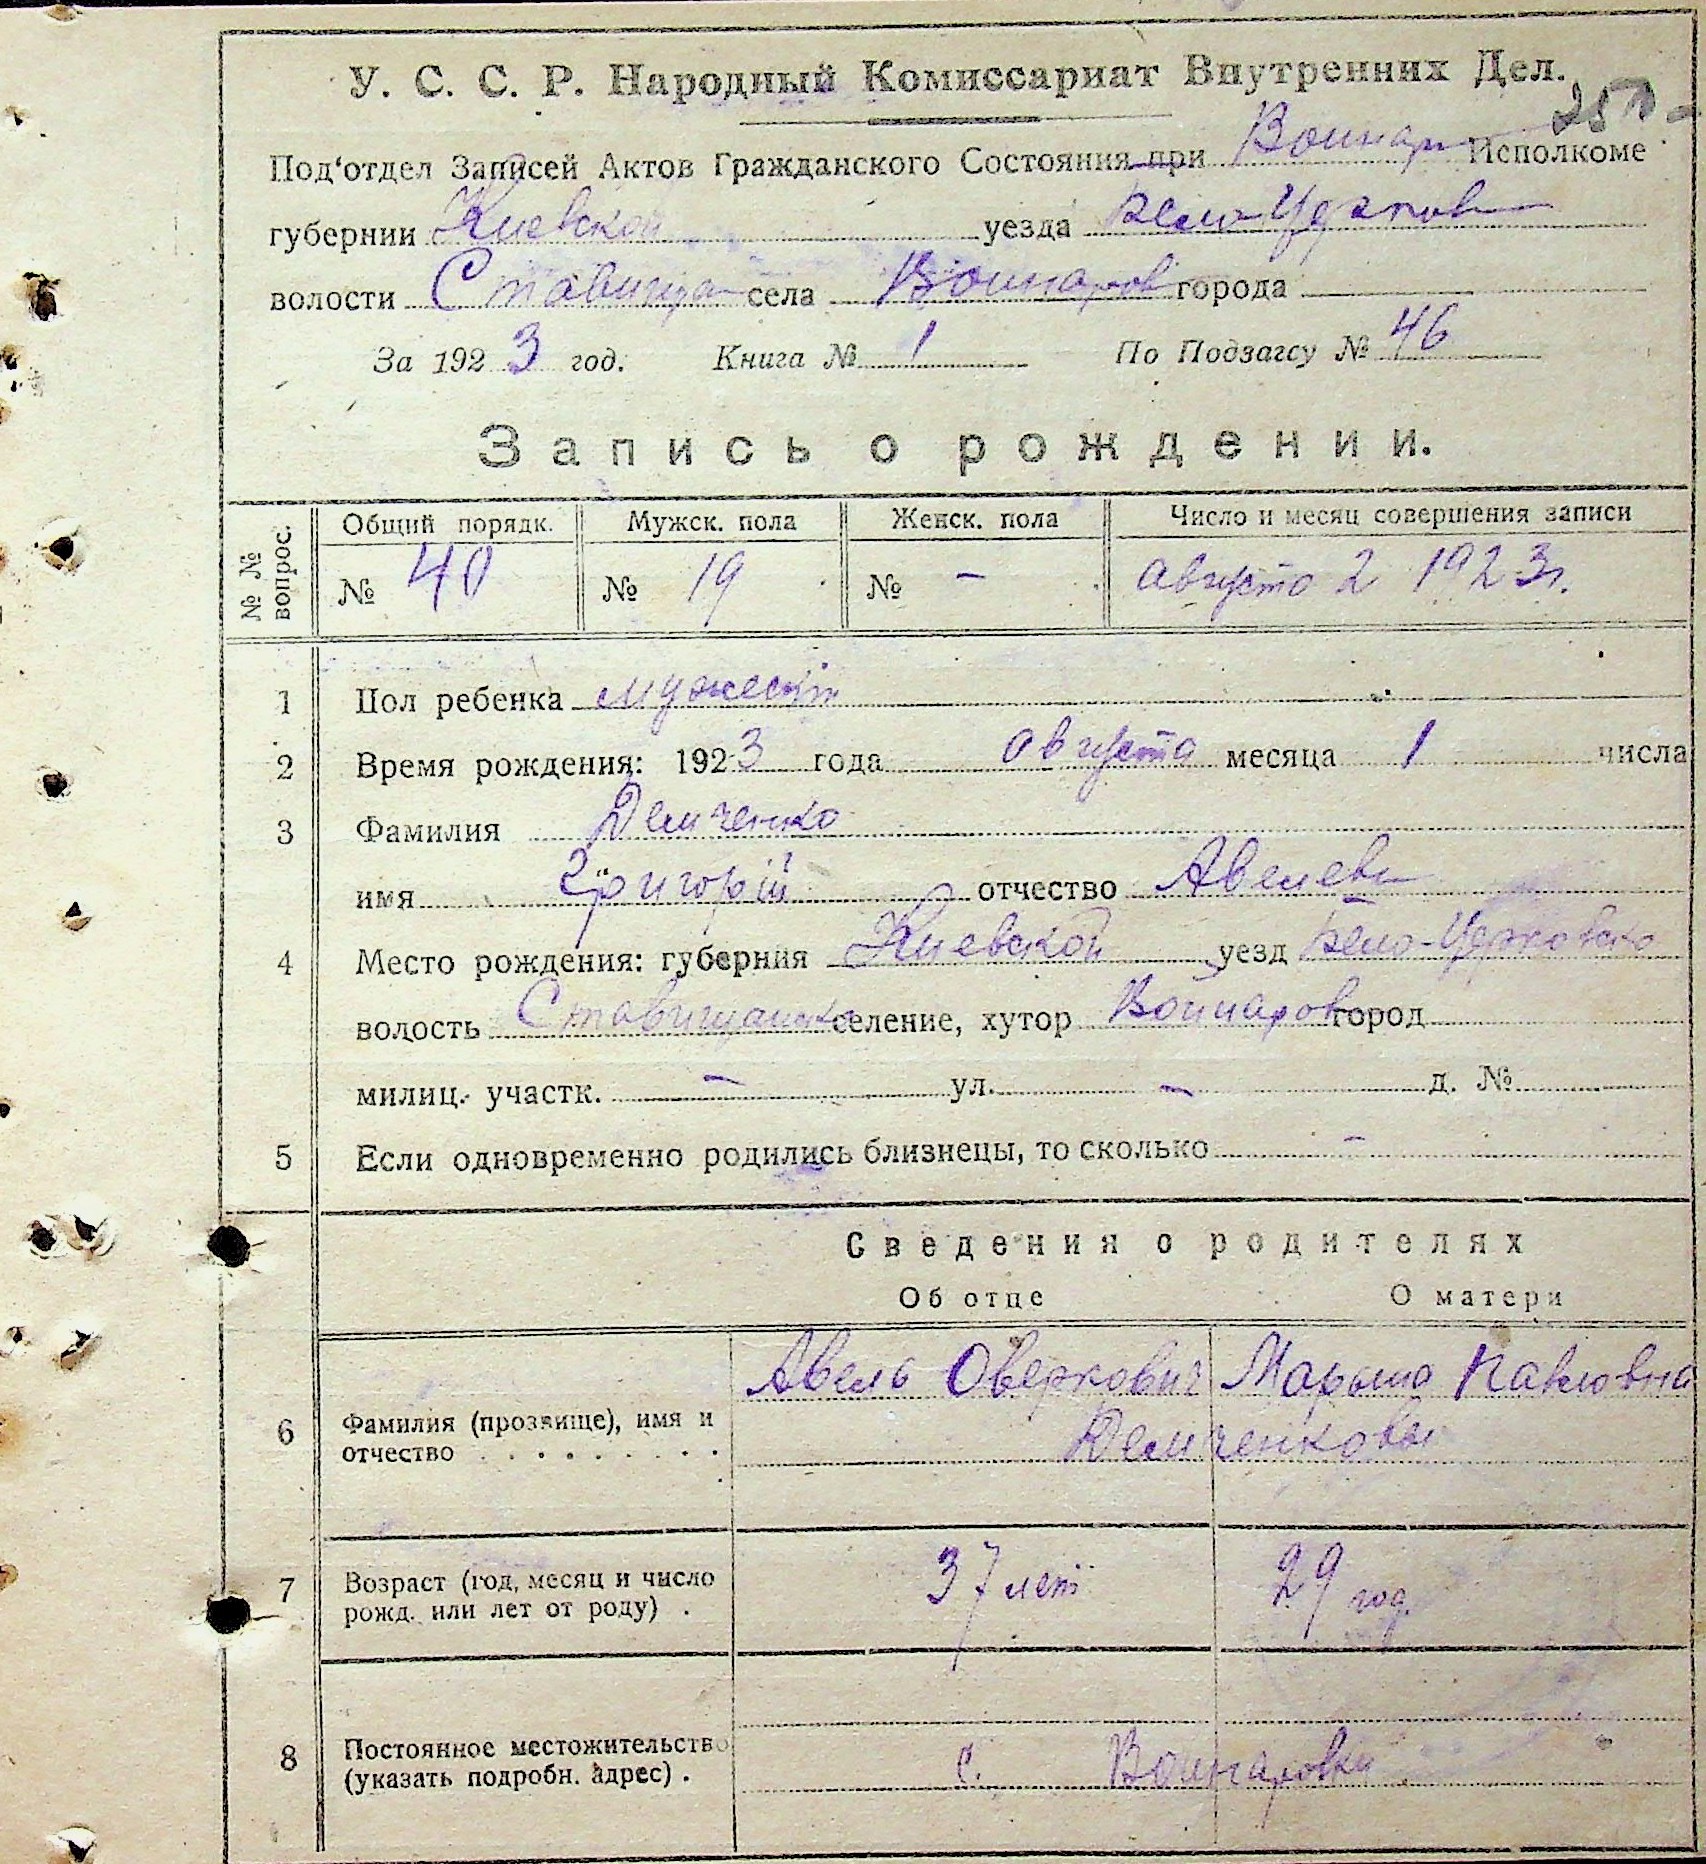 У. С. С. Р. Народный Комиссариат Внутренних Дел.
Под'отдел Записей Актов Гражданского Состояния при Воинар Исполкоме
губернии Киевской уезда Бело-Церков
волости Ставищан села Воинаров города
За 1923 год. Книга № 1 По Подзагсу № 46
Запись о рождении.
№ № вопрос. Общий порядк. Мужск. пола Женск. пола Число и месяц совершения записи
№ 40 № 19 № - Августа 2 1923 г.
1 Пол ребенка мужеский
2 Время рождения: 1923 года Августа месяца 1 числа
3 Фамилия Демченко
имя Григорій отчество Авелев
4 Место рождения: губерния Киевской уезд Бело-Церковско
волость Ставищанск селение, хутор Войнаров город
милиц. участк. - ул. - д. №
5 Если одновременно родились близнецы, то сколько -
Сведения о родителях
Об отце О матери
Авель Оверкович Марьяна Павловна
6 Фамилия (прозвище), имя и
отчество Демченковы
7 Возраст (год, месяц и число 37 лет 29 год.
рожд. или лет от роду) .
8 Постоянное местожительство
(указать подробн. адрес) . с. Воинаровки